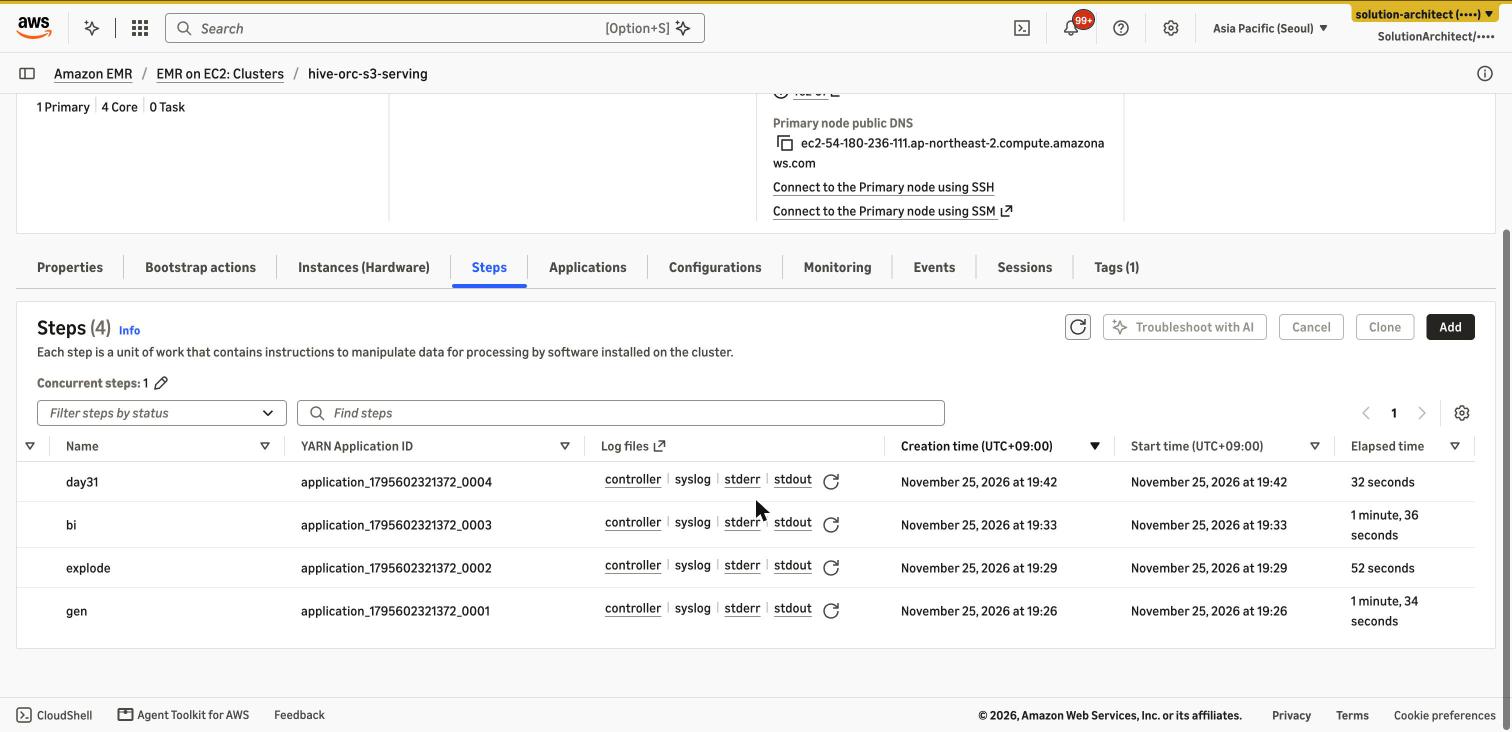 aws
Search
[Option+S]
99+
Asia Pacific (Seoul)
solution-architect (••••)
SolutionArchitect/••••
Amazon EMR / EMR on EC2: Clusters / hive-orc-s3-serving
1 Primary | 4 Core | 0 Task
Primary node public DNS
ec2-54-180-236-111.ap-northeast-2.compute.amazona
ws.com
Connect to the Primary node using SSH
Connect to the Primary node using SSM
Properties
Bootstrap actions
Instances (Hardware)
Steps
Applications
Configurations
Monitoring
Events
Sessions
Tags (1)
Steps (4) Info
Troubleshoot with AI
Cancel
Clone
Add
Each step is a unit of work that contains instructions to manipulate data for processing by software installed on the cluster.
Concurrent steps: 1
Filter steps by status
Find steps
1
Name YARN Application ID Log files Creation time (UTC+09:00) Start time (UTC+09:00) Elapsed time
day31 application_1795602321372_0004 controller | syslog | stderr | stdout November 25, 2026 at 19:42 November 25, 2026 at 19:42 32 seconds
bi application_1795602321372_0003 controller | syslog | stderr | stdout November 25, 2026 at 19:33 November 25, 2026 at 19:33 1 minute, 36
seconds
explode application_1795602321372_0002 controller | syslog | stderr | stdout November 25, 2026 at 19:29 November 25, 2026 at 19:29 52 seconds
gen application_1795602321372_0001 controller | syslog | stderr | stdout November 25, 2026 at 19:26 November 25, 2026 at 19:26 1 minute, 34
seconds
CloudShell
Agent Toolkit for AWS
Feedback
© 2026, Amazon Web Services, Inc. or its affiliates.
Privacy
Terms
Cookie preferences